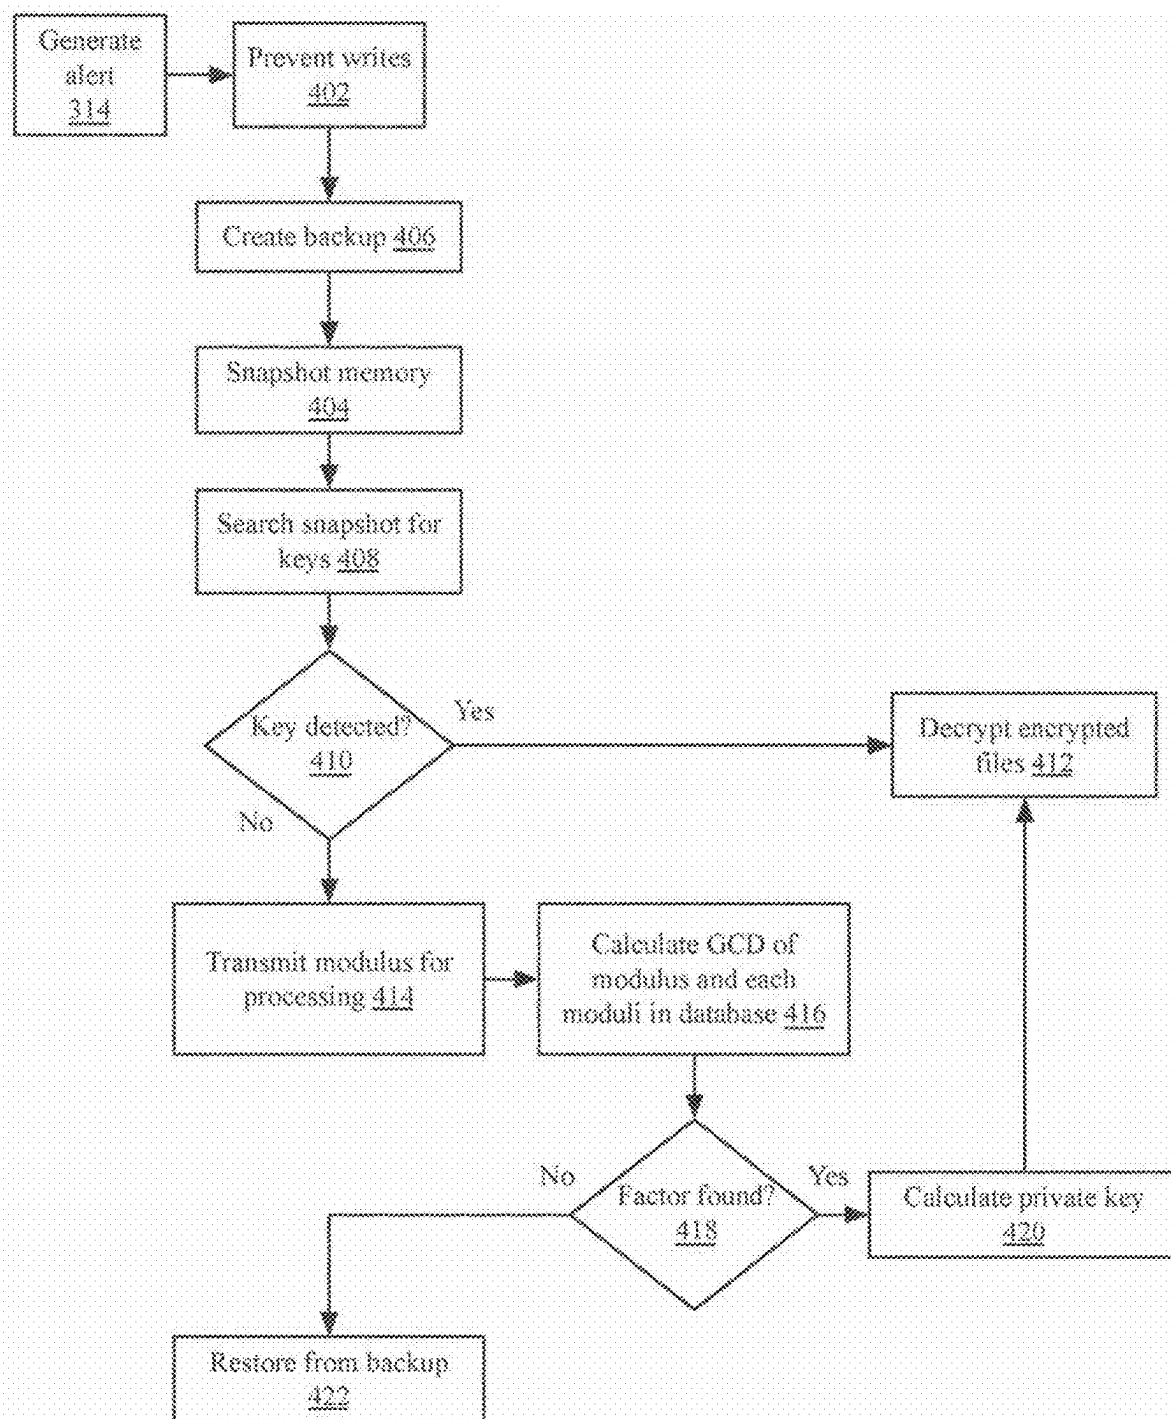 Generate
aleri
314
Prevent writes
402
Create backup 406
Snapshot memory
404
Search snapshot for
keys 408
Key detected?
410
Yes
No
Decrypt encrypted
files 412
Transmit modulus for
processing 414
Calculate GCD of
modulus and each
moduli in database 416
Factor found?
418
No
Yes
Calculate private key
420
Restore from backup
422